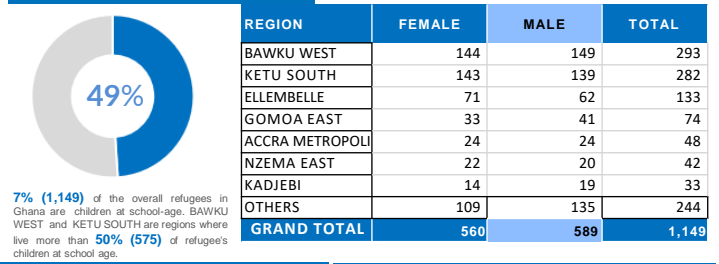 49%
7% (1,149) of the overall refugees in
Ghana are children at school-age. BAWKU
WEST and KETU SOUTH are regions where
live more than 50% (575) of refugee's
children at school age.
REGION FEMALE MALE TOTAL
BAWKU WEST 144 149 293
KETU SOUTH 143 139 282
ELLEMBELLE 71 62 133
GOMOA EAST 33 41 74
ACCRA METROPOLI 24 24 48
NZEMA EAST 22 20 42
KADJEBI 14 19 33
OTHERS 109 135 244
GRAND TOTAL 560 589 1,149